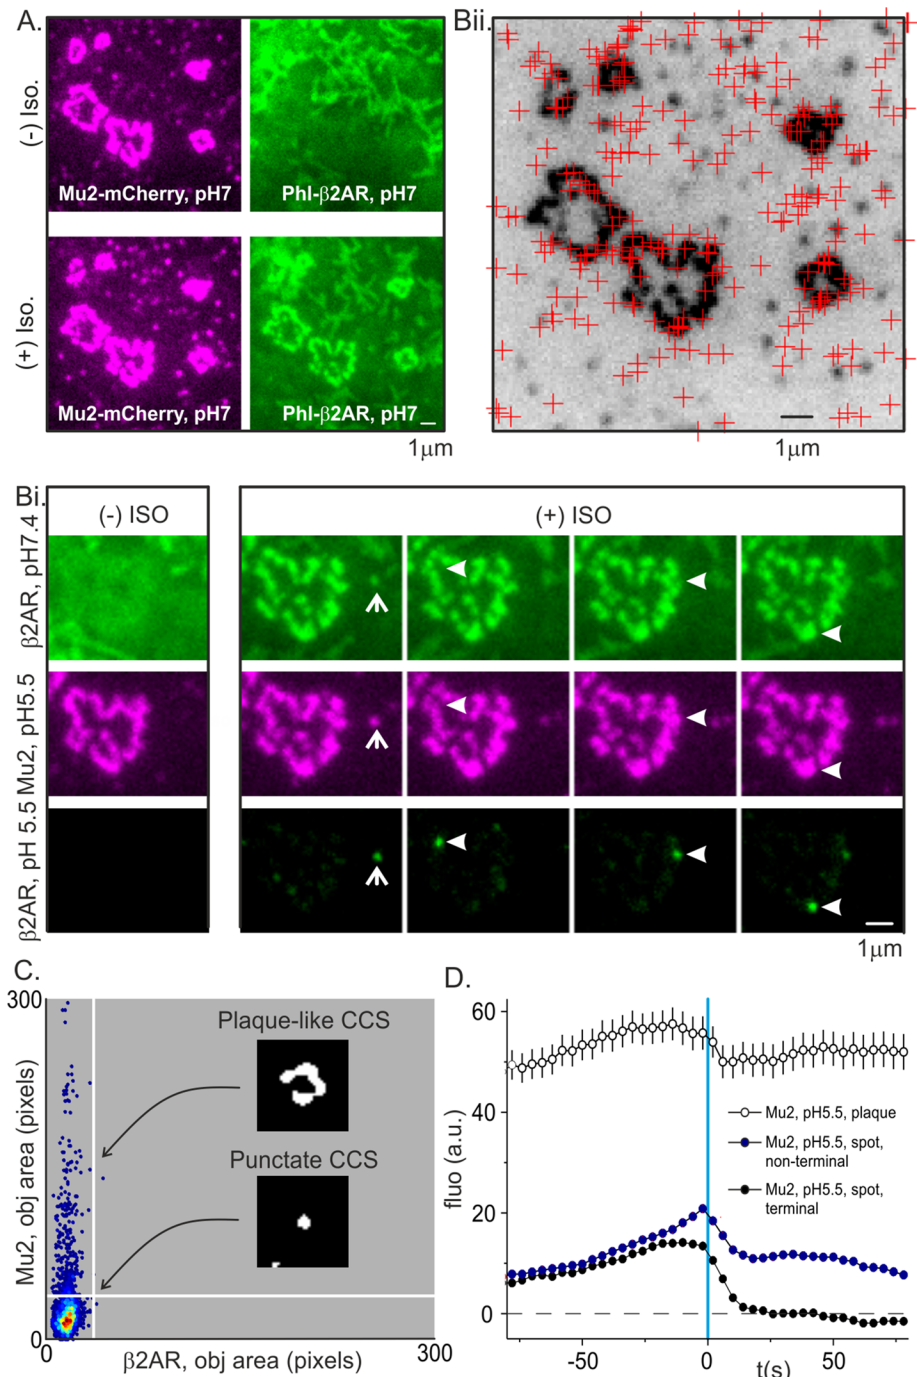 A.
(-) Iso.
Mu2-mCherry, pH7
Phl-β2AR, pH7
(+) Iso.
Mu2-mCherry, pH7
Phl-β2AR, pH7
1μm
Bii.
1μm
Bi.
(-) ISO
(+) ISO
β2AR, pH7.4
Mu2, pH5.5
β2AR, pH 5.5
1μm
C.
300
Mu2, obj area (pixels)
Plaque-like CCS
Punctate CCS
0
0
300
β2AR, obj area (pixels)
D.
60
40
20
0
fluo (a.u.)
Mu2, pH5.5, plaque
Mu2, pH5.5, spot,
non-terminal
Mu2, pH5.5, spot,
terminal
-50
0
50
t(s)